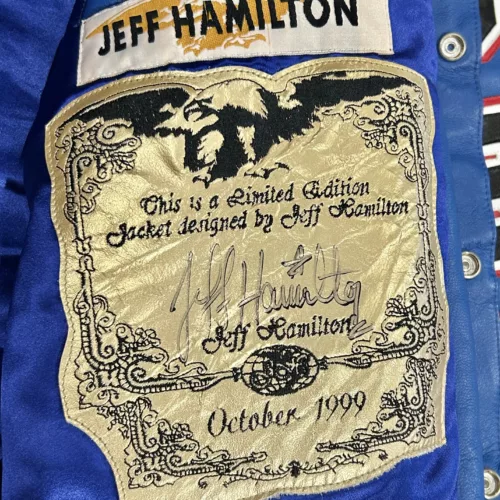 JEFF HAMILTON
This is a Limited Edition
Jacket designed by Jeff Hamilton
Jeff Hamilton
Jeff Hamilton
October 1999